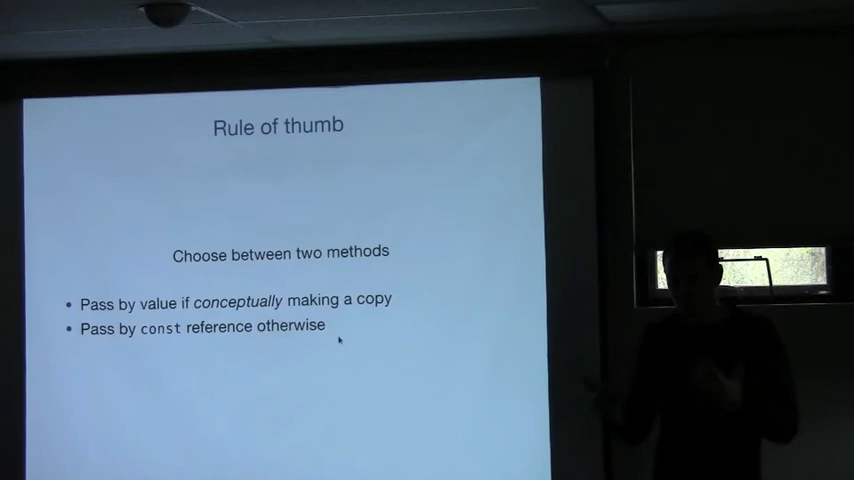 Rule of thumb
Choose between two methods
• Pass by value if conceptually making a copy
• Pass by const reference otherwise